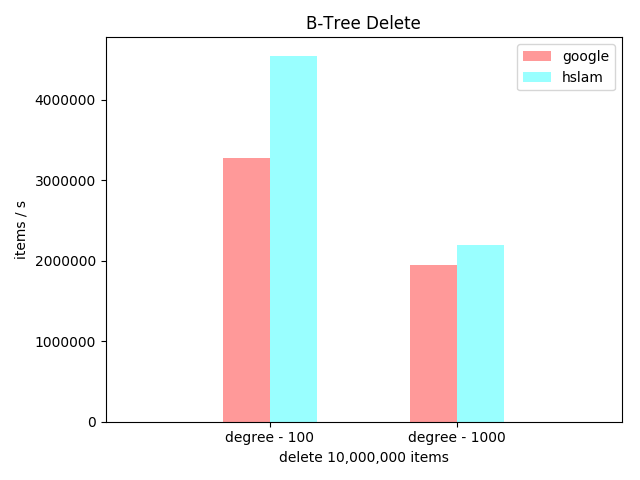 B-Tree Delete
google
hslam
items / s
4000000
3000000
2000000
1000000
0
degree - 100
degree - 1000
delete 10,000,000 items